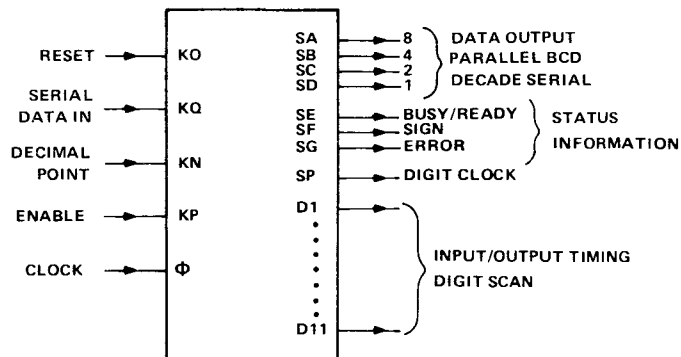 SA 8 DATA OUTPUT
RESET KO SB 4 PARALLEL BCD
SC 2
SD 1 DECADE SERIAL
SERIAL
DATA IN KQ SE BUSY/READY STATUS
SF SIGN
DECIMAL
POINT KN SG ERROR INFORMATION
SP DIGIT CLOCK
ENABLE KP D1
INPUT/OUTPUT TIMING
CLOCK Φ DIGIT SCAN
D11